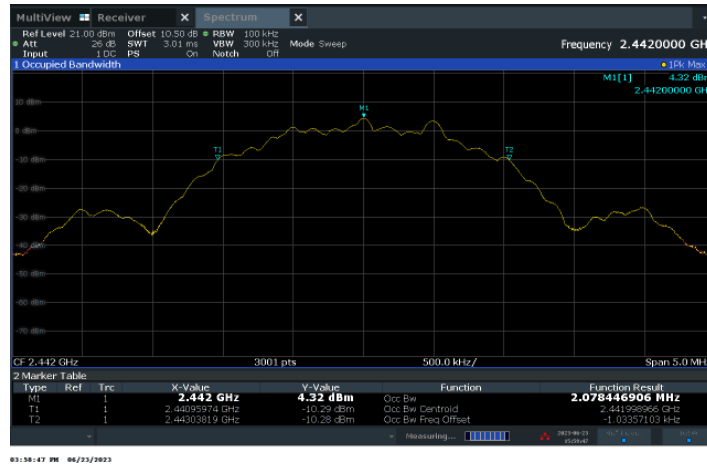 MultiView Receiver X Spectrum X
Ref Level 21.00 dBm Offset 10.50 dB RBW 100 kHz
Att 26 dB SWT 3.01 ms VBW 300 kHz Mode Sweep Frequency 2.4420000 GH
Input 1 DC PS On Notch Off
1 Occupied Bandwidth 1Pk Max
M1[1] 4.32 dBr
2.44200000 GH
10 dBm
M1
0 dBm
T1 T2
-10 dBm
-20 dBm
-30 dBm
-40 dBm
-50 dBm
-60 dBm
-70 dBm
CF 2.442 GHz 3001 pts 500.0 kHz/ Span 5.0 MH
2 Marker Table
Type Ref Trc X-Value Y-Value Function Function Result
M1 1 2.442 GHz 4.32 dBm Occ Bw 2.078446906 MHz
T1 1 2.44095974 GHz -10.29 dBm Occ Bw Centroid 2.441998966 GHz
T2 1 2.44303819 GHz -10.28 dBm Occ Bw Freq Offset -1.03357103 kHz
Measuring... 2023-06-23
03:58:47 PM 06/23/2023